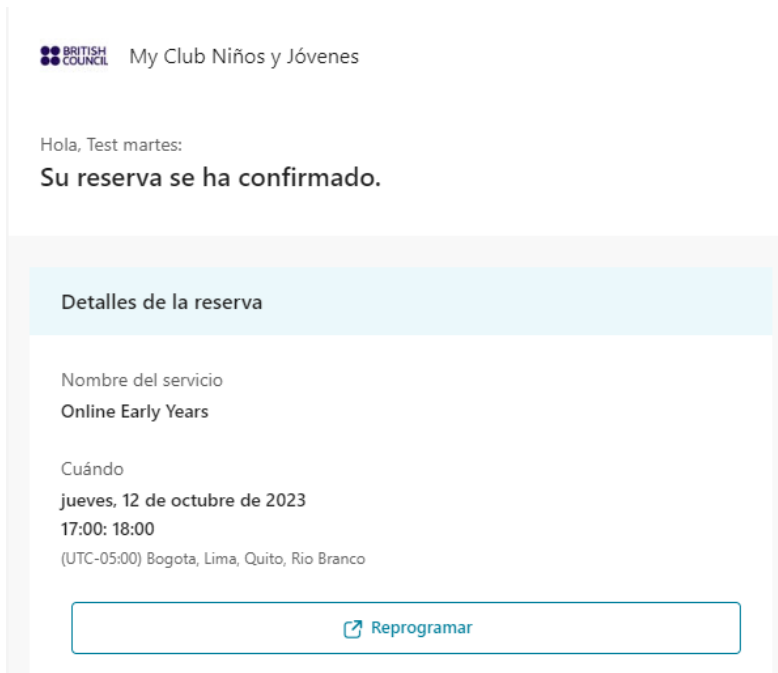 BRITISH
COUNCIL
My Club Niños y Jóvenes
Hola, Test martes:
Su reserva se ha confirmado.
Detalles de la reserva
Nombre del servicio
Online Early Years
Cuándo
jueves, 12 de octubre de 2023
17:00: 18:00
(UTC-05:00) Bogota, Lima, Quito, Rio Branco
Reprogramar